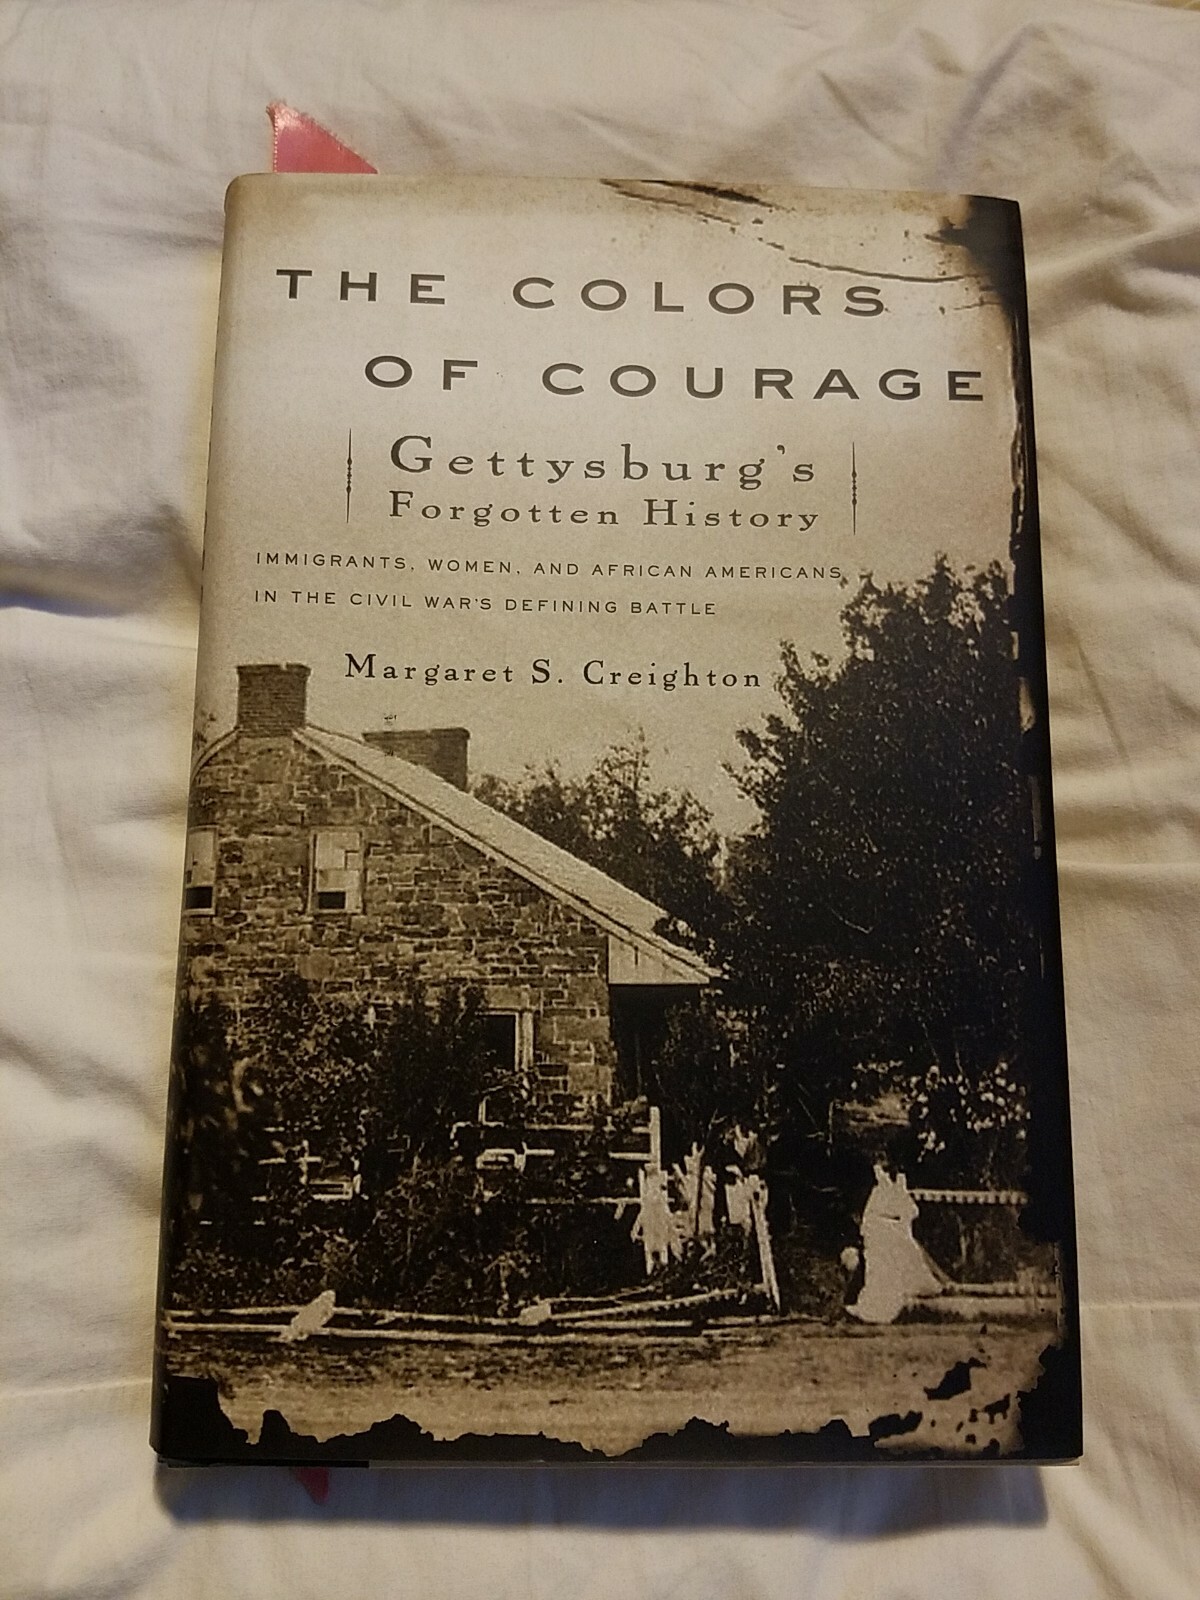 THE COLORS
OF COURAGE
Gettysburg's
Forgotten History
IMMIGRANTS, WOMEN, AND AFRICAN AMERICANS
IN THE CIVIL WAR'S DEFINING BATTLE
Margaret S. Creighton